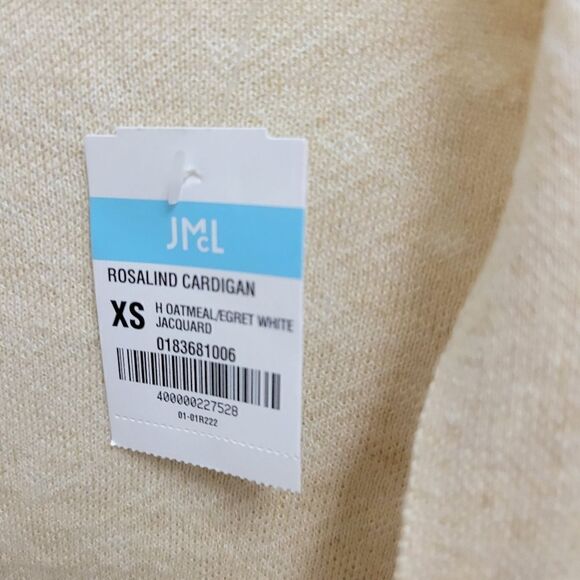 JMcL
ROSALIND CARDIGAN
XS H OATMEAL/EGRET WHITE
JACQUARD
0183681006
400000227528
01-01R222